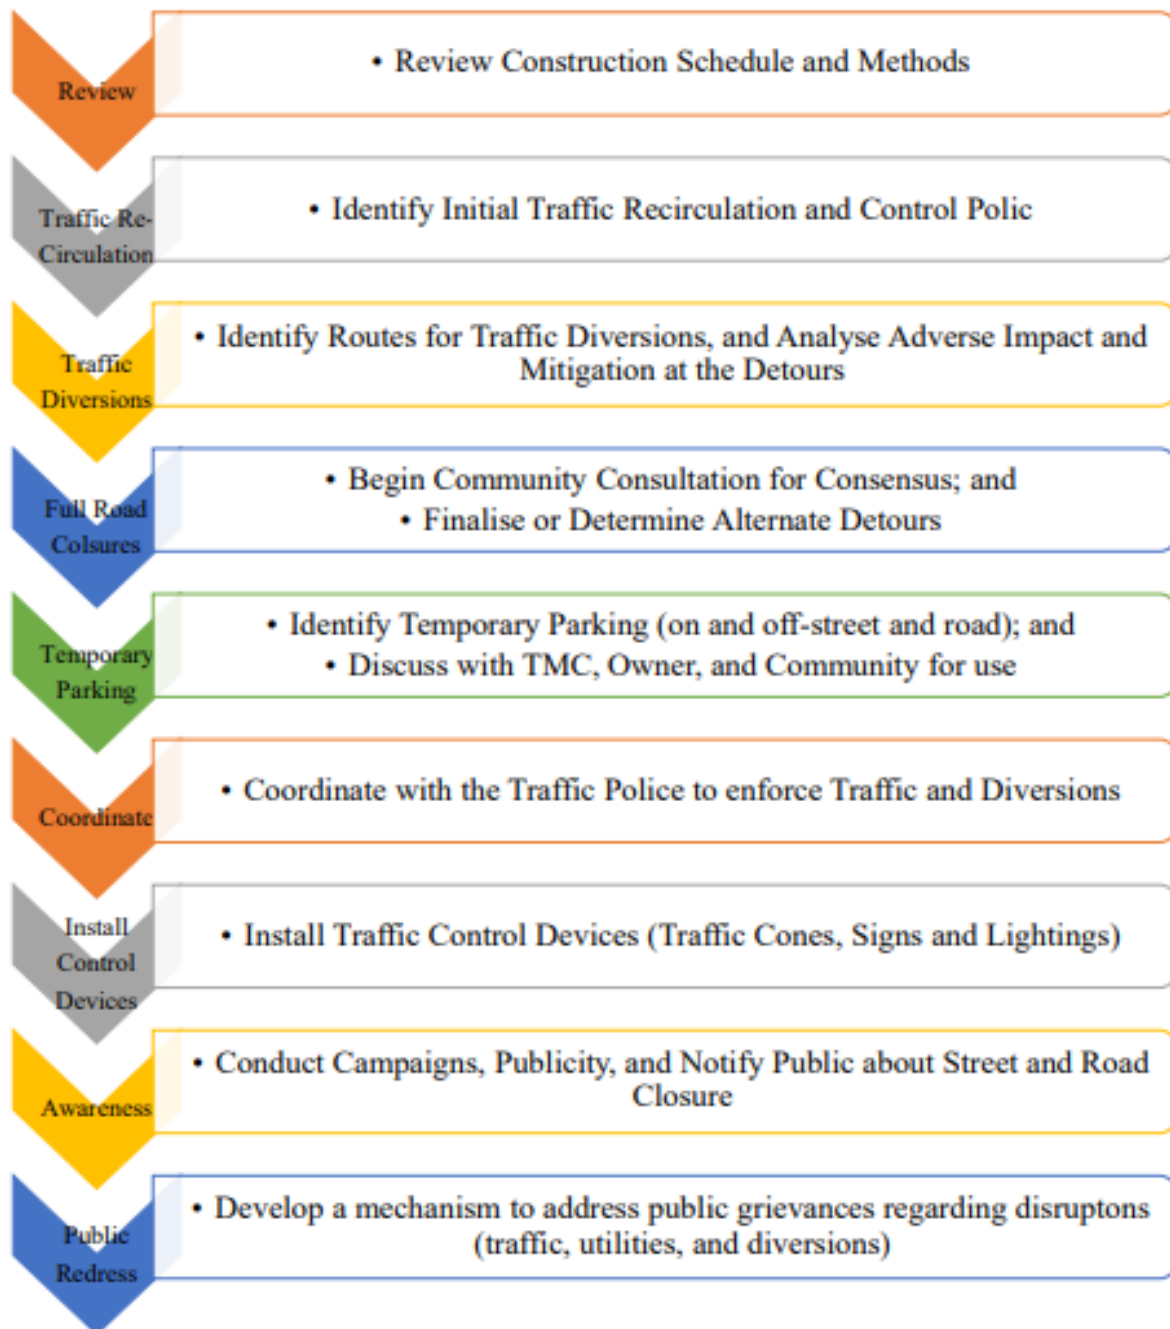 Review
• Review Construction Schedule and Methods
Traffic Re-
Circulation
• Identify Initial Traffic Recirculation and Control Polic
Traffic
Diversions
• Identify Routes for Traffic Diversions, and Analyse Adverse Impact and
Mitigation at the Detours
Full Road
Colsures
• Begin Community Consultation for Consensus; and
• Finalise or Determine Alternate Detours
Temporary
Parking
• Identify Temporary Parking (on and off-street and road); and
• Discuss with TMC, Owner, and Community for use
Coordinate
• Coordinate with the Traffic Police to enforce Traffic and Diversions
Install
Control
Devices
• Install Traffic Control Devices (Traffic Cones, Signs and Lightings)
Awareness
• Conduct Campaigns, Publicity, and Notify Public about Street and Road
Closure
Public
Redress
• Develop a mechanism to address public grievances regarding disruptons
(traffic, utilities, and diversions)